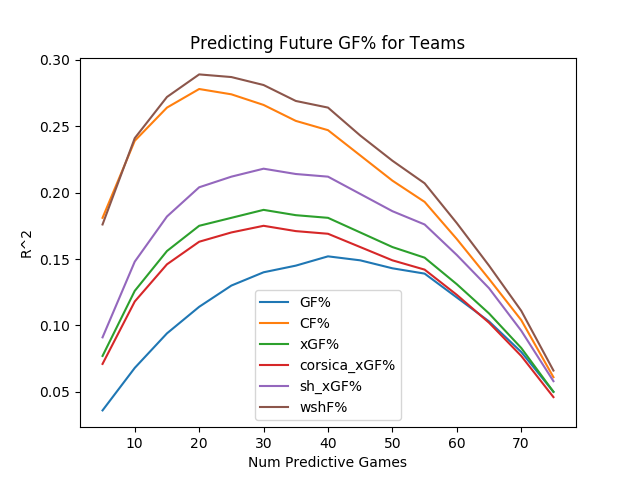 Predicting Future GF% for Teams
R^2
0.30
0.25
0.20
0.15
0.10
0.05
GF%
CF%
xGF%
corsica_xGF%
sh_xGF%
wshF%
10 20 30 40 50 60 70
Num Predictive Games